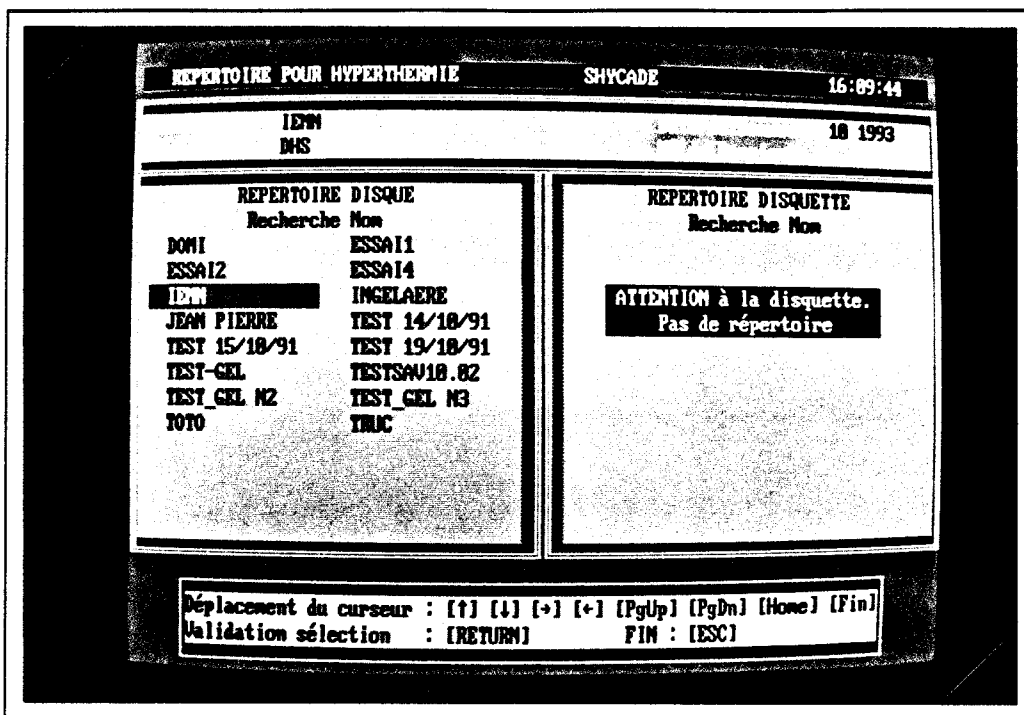 REPERTOIRE POUR HYPERTHERMIE SHYCADE 16:09:44
IEMN 10 1993
DHS
REPERTOIRE DISQUE
Recherche Nom
DOMI ESSAI1
ESSAI2 ESSAI4
IEMN INGELAERE
JEAN PIERRE TEST 14/10/91
TEST 15/10/91 TEST 19/10/91
TEST-GEL TESTSAV10.02
TEST_GEL N2 TEST_GEL N3
TOTO TRUC
REPERTOIRE DISQUETTE
Recherche Nom
ATTENTION à la disquette.
Pas de répertoire
Déplacement du curseur : [↑] [↓] [→] [←] [PgUp] [PgDn] [Home] [Fin]
Validation sélection : [RETURN] FIN : [ESC]